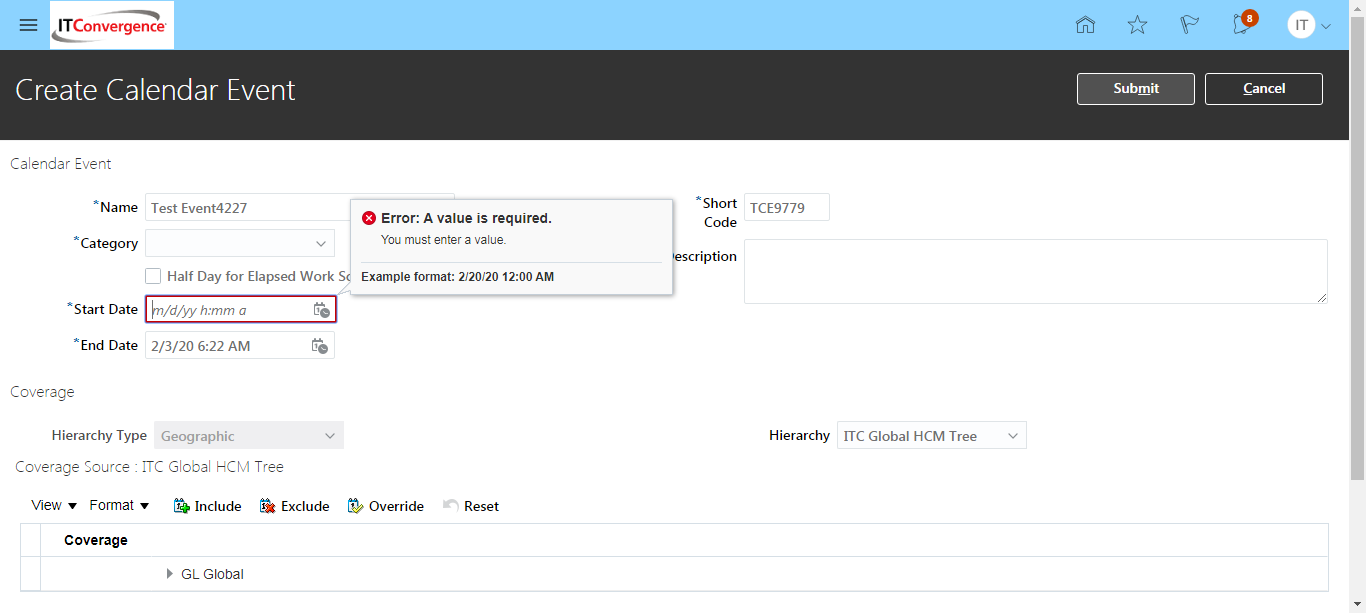 ITConvergence
8
IT
Create Calendar Event
Submit
Cancel
Calendar Event
*Name
Test Event4227
*Short Code
TCE9779
Error: A value is required.
You must enter a value.
Example format: 2/20/20 12:00 AM
*Category
escription
Half Day for Elapsed Work Sc
*Start Date
m/d/yy h:mm a
*End Date
2/3/20 6:22 AM
Coverage
Hierarchy Type
Geographic
Hierarchy
ITC Global HCM Tree
Coverage Source : ITC Global HCM Tree
View
Format
Include
Exclude
Override
Reset
Coverage
GL Global